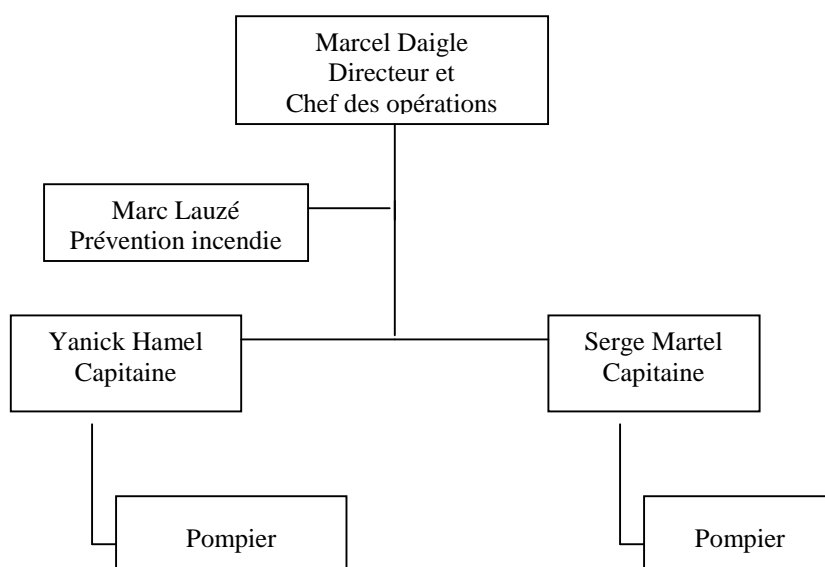 Marcel Daigle
Directeur et
Chef des opérations
Marc Lauzé
Prévention incendie
Yanick Hamel
Capitaine
Serge Martel
Capitaine
Pompier
Pompier